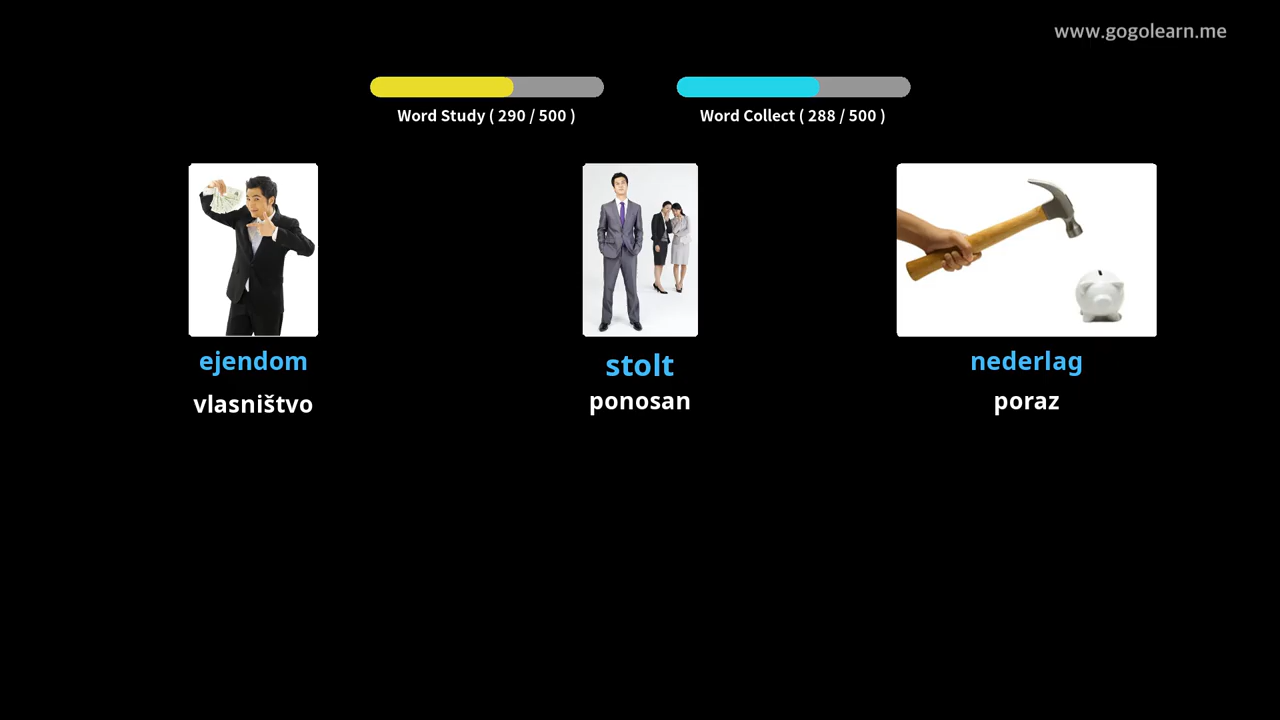 www.gogolearn.me
Word Study ( 290 / 500 )
Word Collect ( 288 / 500 )
ejendom
stolt
nederlag
vlasništvo
ponosan
poraz